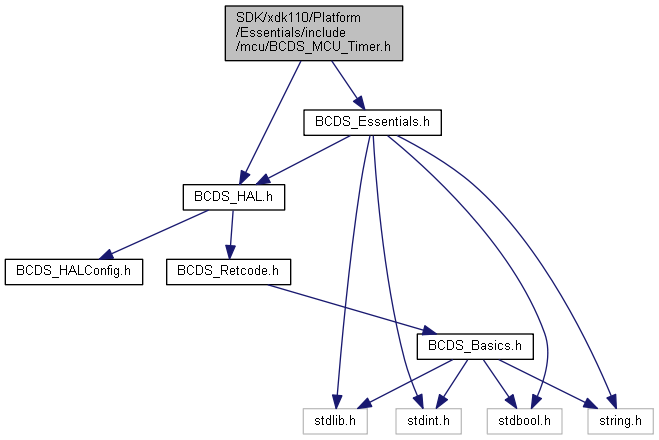 SDK/xdk110/Platform
/Essentials/include
/mcu/BCDS_MCU_Timer.h
BCDS_Essentials.h
BCDS_HAL.h
BCDS_HALConfig.h
BCDS_Retcode.h
BCDS_Basics.h
stdlib.h
stdint.h
stdbool.h
string.h